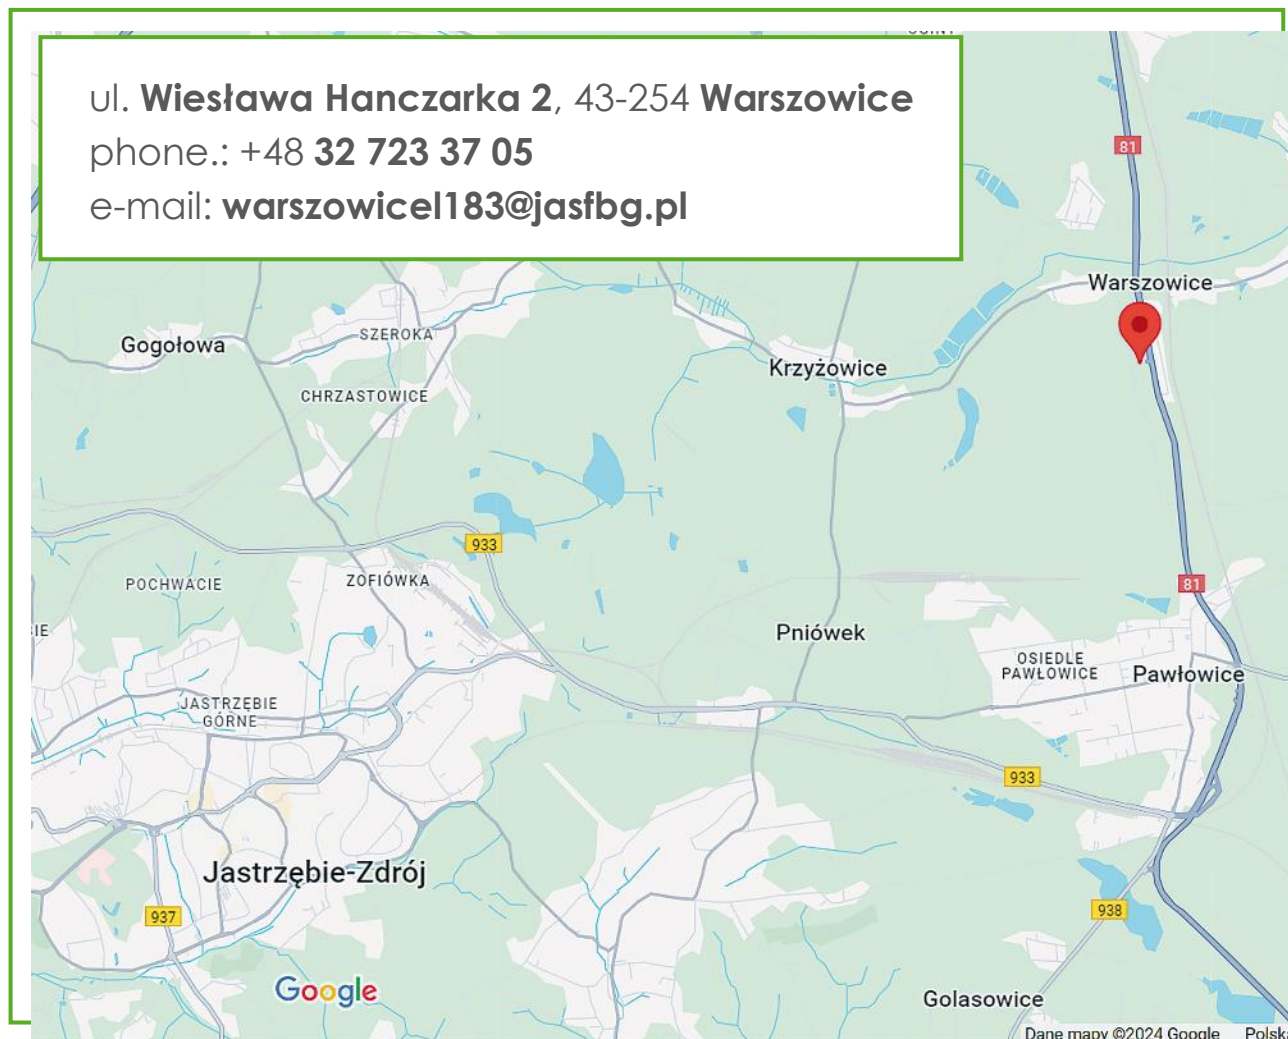 ul. Wiesława Hanczarka 2, 43-254 Warszowice
phone.: +48 32 723 37 05
e-mail: warszowicel183@jasfbg.pl
81
Warszowice
Gogołowa
SZEROKA
Krzyżowice
CHRZASTOWICE
933
POCHWACIE
ZOFIÓWKA
81
Pniówek
OSIEDLE
PAWŁOWICE
Pawłowice
JASTRZĘBIE
GÓRNE
933
Jastrzębie-Zdrój
937
938
Google
Golasowice
Dane mapy ©2024 Google Polska